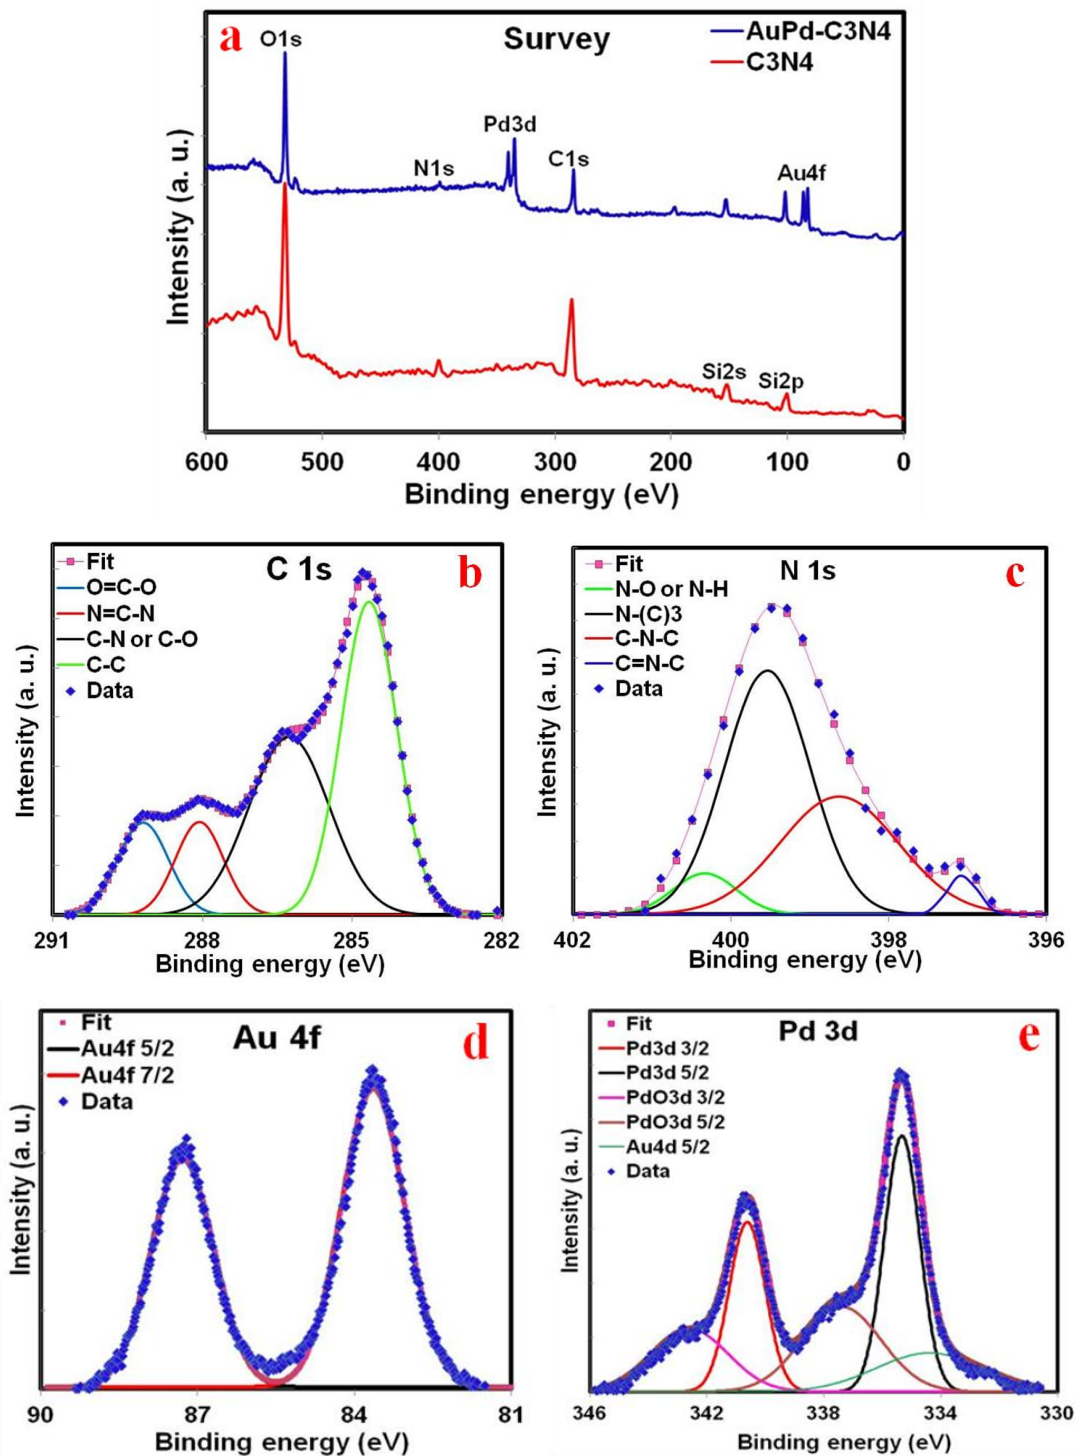 a
Survey
AuPd-C3N4
C3N4
O1s
Pd3d
N1s
C1s
Au4f
Si2s
Si2p
Intensity (a. u.)
600 500 400 300 200 100 0
Binding energy (eV)
Fit
O=C-O
N=C-N
C-N or C-O
C-C
Data
C 1s
b
Intensity (a. u.)
291 288 285 282
Binding energy (eV)
Fit
N-O or N-H
N-(C)3
C-N-C
C=N-C
Data
N 1s
c
Intensity (a. u.)
402 400 398 396
Binding energy (eV)
Fit
Au4f 5/2
Au4f 7/2
Data
Au 4f
d
Intensity (a. u.)
90 87 84 81
Binding energy (eV)
Fit
Pd3d 3/2
Pd3d 5/2
PdO3d 3/2
PdO3d 5/2
Au4d 5/2
Data
Pd 3d
e
Intensity (a. u.)
346 342 338 334 330
Binding energy (eV)